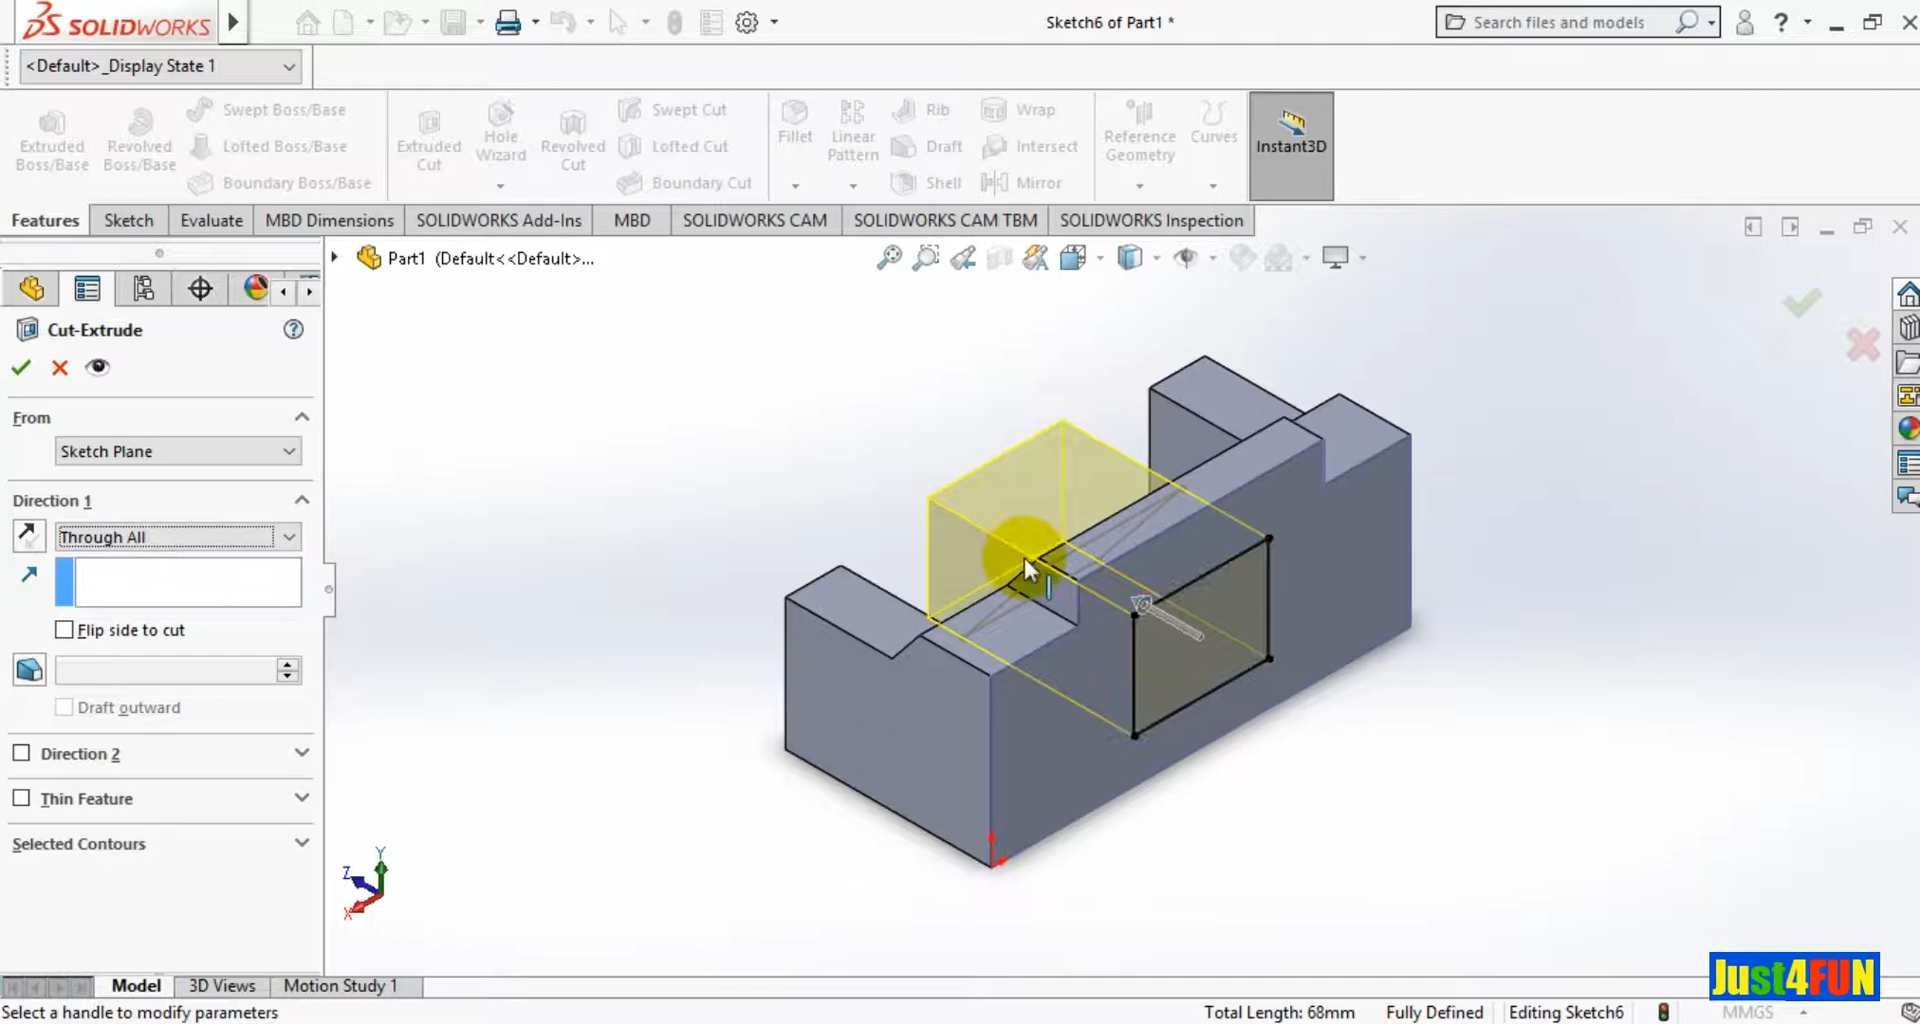 SOLIDWORKS
Sketch6 of Part1 *
Search files and models
?
<Default>_Display State 1
Extruded Boss/Base
Revolved Boss/Base
Swept Boss/Base
Lofted Boss/Base
Boundary Boss/Base
Extruded Cut
Hole Wizard
Revolved Cut
Swept Cut
Lofted Cut
Boundary Cut
Fillet
Linear Pattern
Rib
Draft
Shell
Wrap
Intersect
Mirror
Reference Geometry
Curves
Instant3D
Features
Sketch
Evaluate
MBD Dimensions
SOLIDWORKS Add-Ins
MBD
SOLIDWORKS CAM
SOLIDWORKS CAM TBM
SOLIDWORKS Inspection
Part1 (Default<<Default>...
Cut-Extrude
?
From
Sketch Plane
Direction 1
Through All
Flip side to cut
Draft outward
Direction 2
Thin Feature
Selected Contours
Y
Z
X
Model
3D Views
Motion Study 1
Just4FUN
Select a handle to modify parameters
Total Length: 68mm
Fully Defined
Editing Sketch6
MMGS